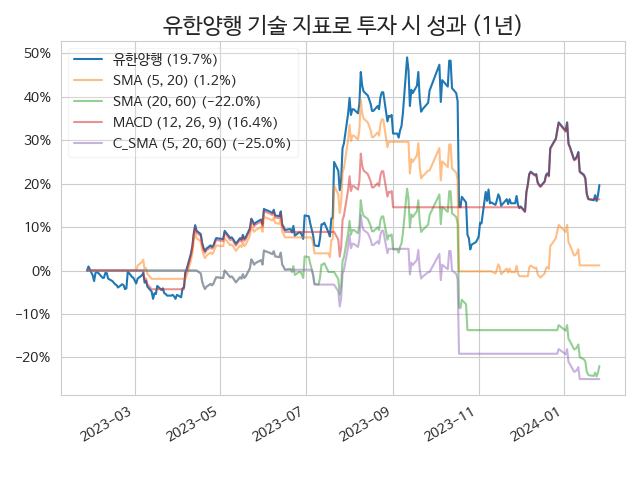 유한양행 기술 지표로 투자 시 성과 (1년)
50%
40%
30%
20%
10%
0%
−10%
−20%
유한양행 (19.7%)
SMA (5, 20) (1.2%)
SMA (20, 60) (−22.0%)
MACD (12, 26, 9) (16.4%)
C_SMA (5, 20, 60) (−25.0%)
2023−03
2023−05
2023−07
2023−09
2023−11
2024−01